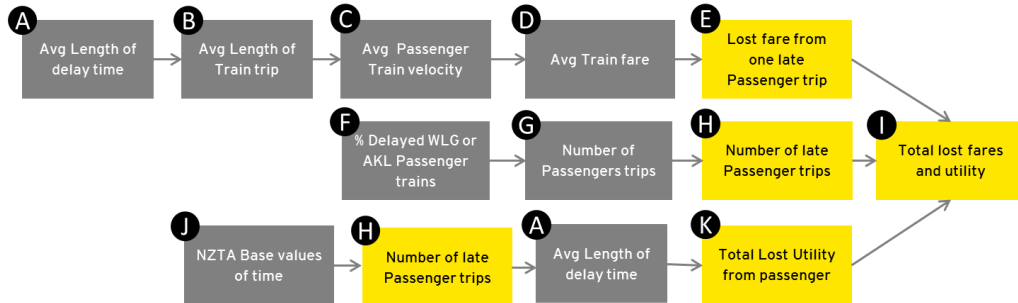 A
Avg Length of
delay time
B
Avg Length of
Train trip
C
Avg Passenger
Train velocity
D
Avg Train fare
E
Lost fare from
one late
Passenger trip
F
% Delayed WLG or
AKL Passenger
trains
G
Number of
Passengers trips
H
Number of late
Passenger trips
I
Total lost fares
and utility
J
NZTA Base values
of time
H
Number of late
Passenger trips
A
Avg Length of
delay time
K
Total Lost Utility
from passenger